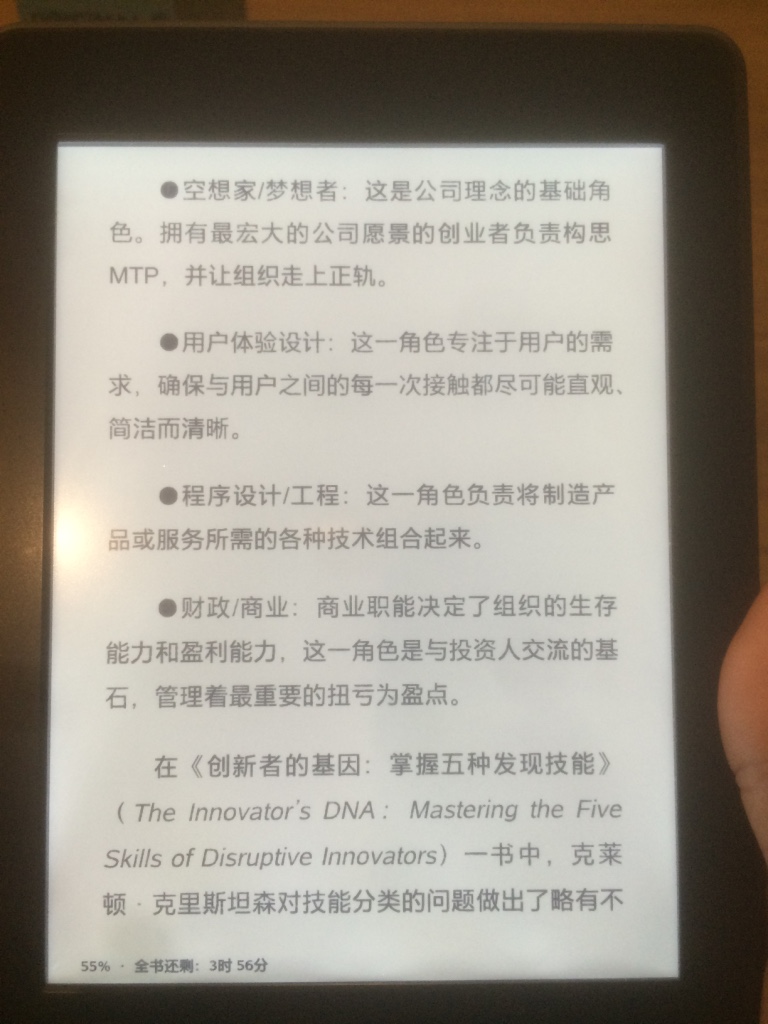 ●空想家/梦想者：这是公司理念的基础角
色。拥有最宏大的公司愿景的创业者负责构思
MTP，并让组织走上正轨。
●用户体验设计：这一角色专注于用户的需
求，确保与用户之间的每一次接触都尽可能直观、
简洁而清晰。
●程序设计/工程：这一角色负责将制造产
品或服务所需的各种技术组合起来。
●财政/商业：商业职能决定了组织的生存
能力和盈利能力，这一角色是与投资人交流的基
石，管理着最重要的扭亏为盈点。
在《创新者的基因：掌握五种发现技能》
（The Innovator's DNA：Mastering the Five
Skills of Disruptive Innovators）一书中，克莱
顿·克里斯坦森对技能分类的问题做出了略有不
55% · 全书还剩：3时 56分